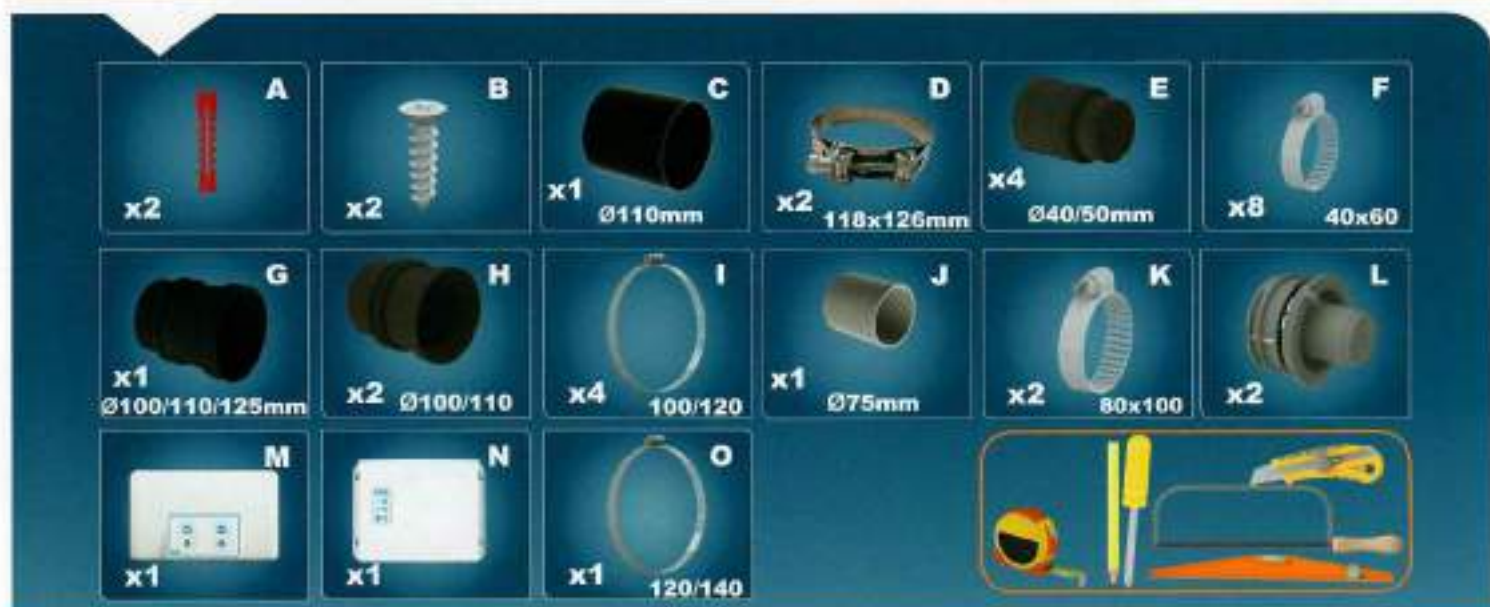 A
x2
B
x2
C
x1
Ø110mm
D
x2
118x126mm
E
x4
Ø40/50mm
F
x8
40x60
G
x1
Ø100/110/125mm
H
x2
Ø100/110
I
x4
100/120
J
x1
Ø75mm
K
x2
80x100
L
x2
M
x1
N
x1
O
x1
120/140